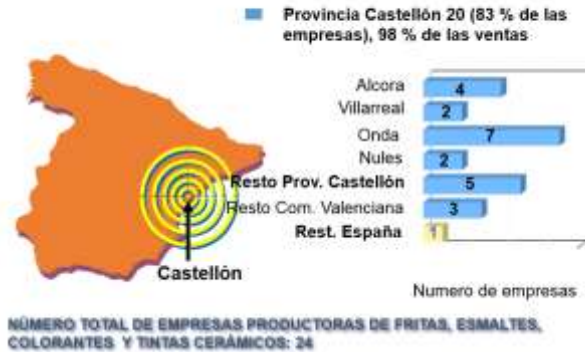 Provincia Castellón 20 (83 % de las
empresas), 98 % de las ventas
Alcora 4
Villarreal 2
Onda 7
Nules 2
Resto Prov. Castellón 5
Resto Com. Valenciana 3
Rest. España 1
Castellón
Numero de empresas
NÚMERO TOTAL DE EMPRESAS PRODUCTORAS DE FRITAS, ESMALTES,
COLORANTES Y TINTAS CERÁMICOS: 24